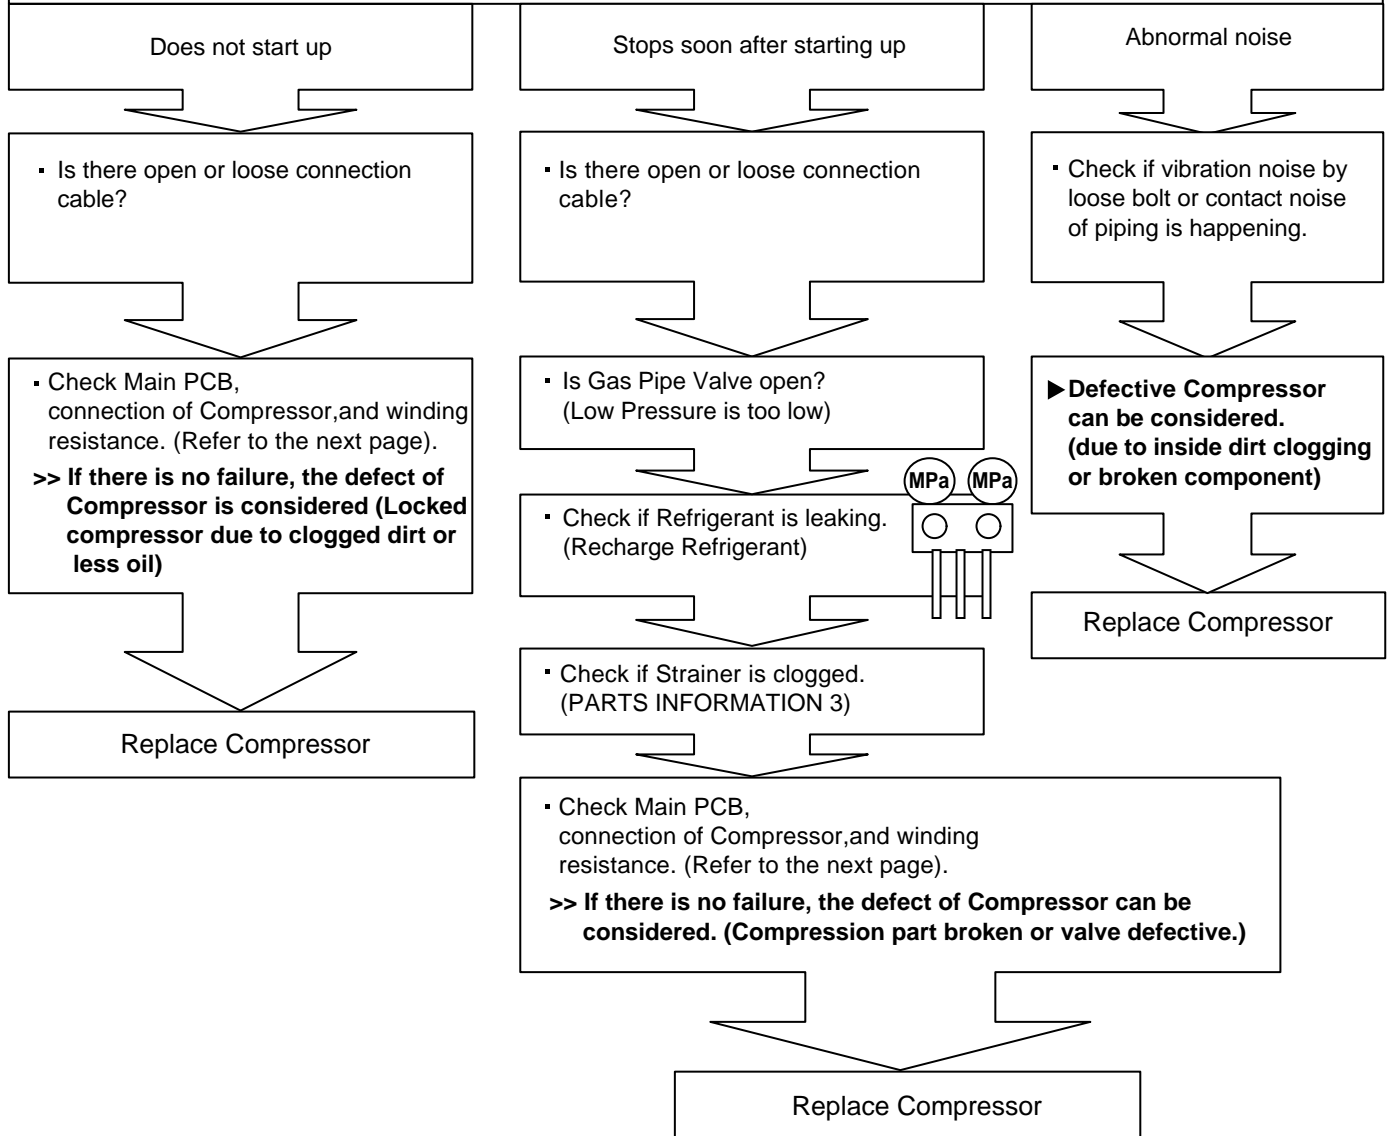 Does not start up
・Is there open or loose connection
cable?
・Check Main PCB,
connection of Compressor,and winding
resistance. (Refer to the next page).
>> If there is no failure, the defect of
Compressor is considered (Locked
compressor due to clogged dirt or
less oil)
Replace Compressor
Stops soon after starting up
・Is there open or loose connection
cable?
・Is Gas Pipe Valve open?
(Low Pressure is too low)
・Check if Refrigerant is leaking.
(Recharge Refrigerant)
MPa MPa
・Check if Strainer is clogged.
(PARTS INFORMATION 3)
・Check Main PCB,
connection of Compressor,and winding
resistance. (Refer to the next page).
>> If there is no failure, the defect of Compressor can be
considered. (Compression part broken or valve defective.)
Replace Compressor
Abnormal noise
・Check if vibration noise by
loose bolt or contact noise
of piping is happening.
▶Defective Compressor
can be considered.
(due to inside dirt clogging
or broken component)
Replace Compressor